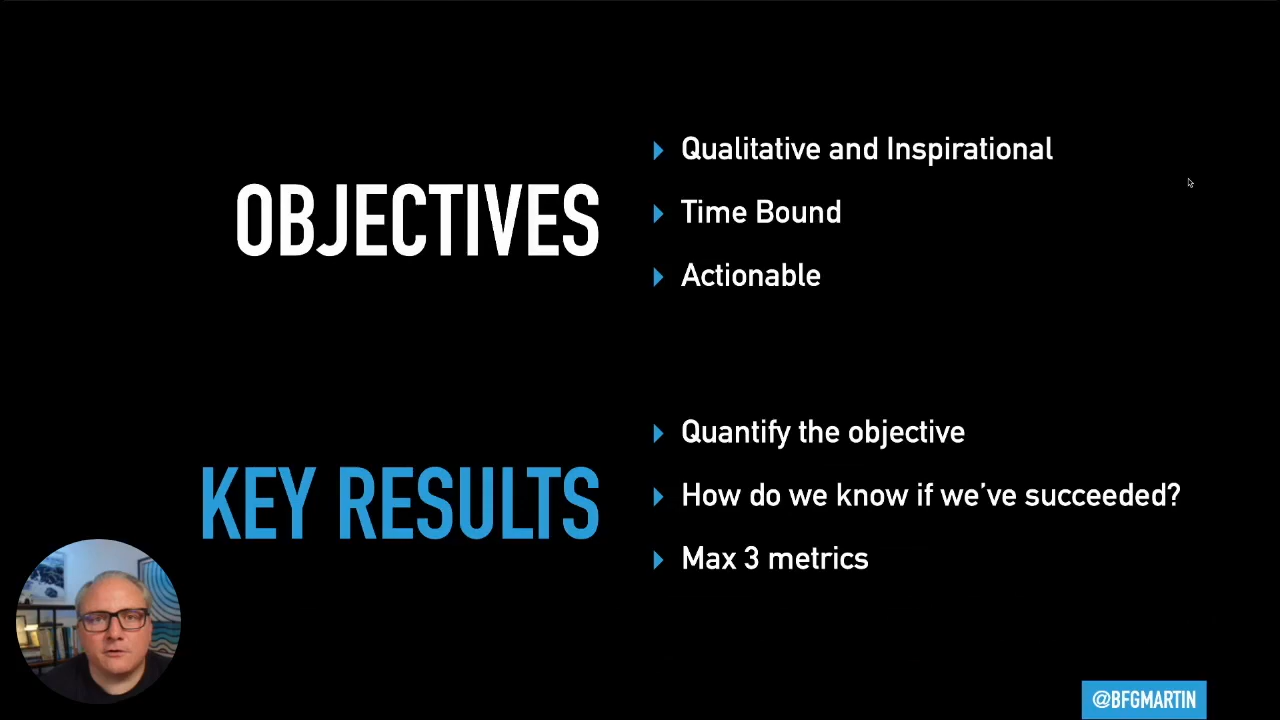 OBJECTIVES
Qualitative and Inspirational
Time Bound
Actionable
KEY RESULTS
Quantify the objective
How do we know if we’ve succeeded?
Max 3 metrics
@BFGMARTIN